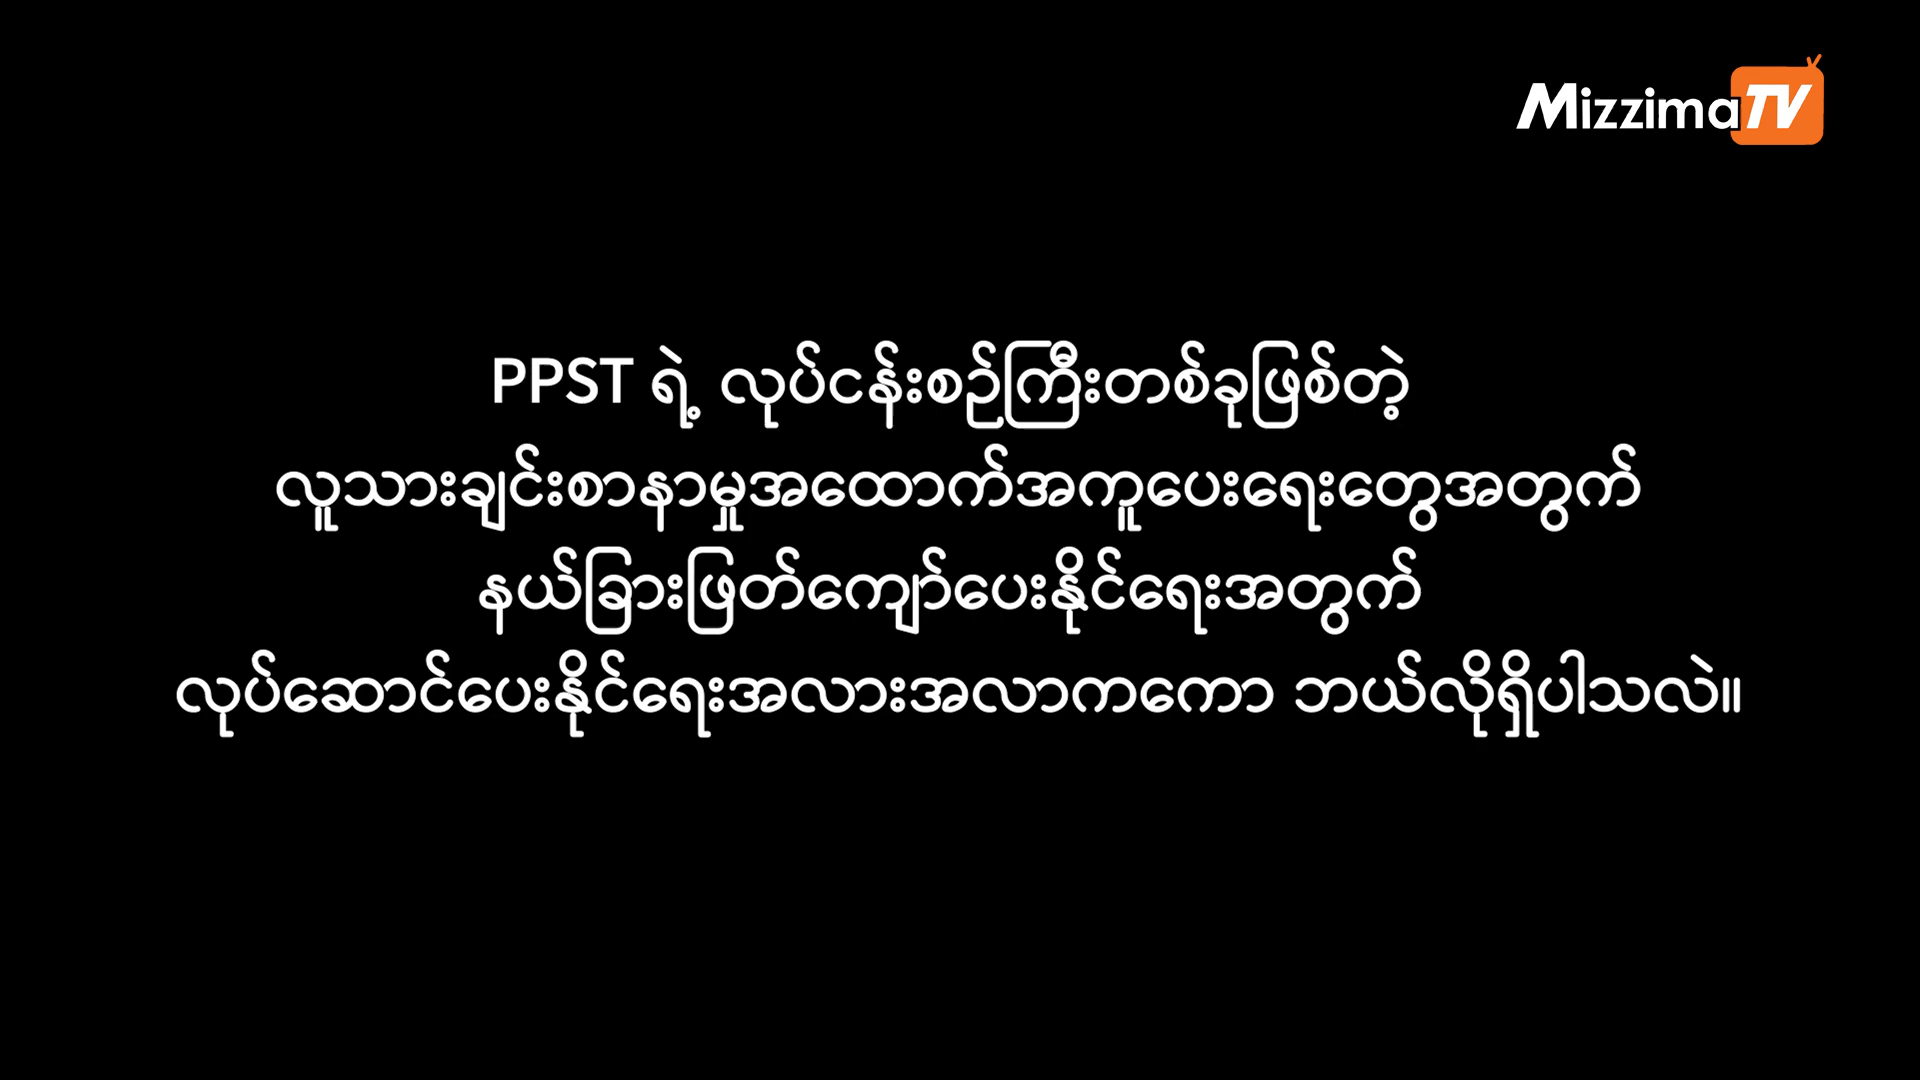 MizzimaTV
PPST ရဲ့ လုပ်ငန်းစဉ်ကြီးတစ်ခုဖြစ်တဲ့
လူသားချင်းစာနာမှုအထောက်အကူပေးရေးတွေအတွက်
နယ်ခြားဖြတ်ကျော်ပေးနိုင်ရေးအတွက်
လုပ်ဆောင်ပေးနိုင်ရေးအလားအလာကကော ဘယ်လိုရှိပါသလဲ။